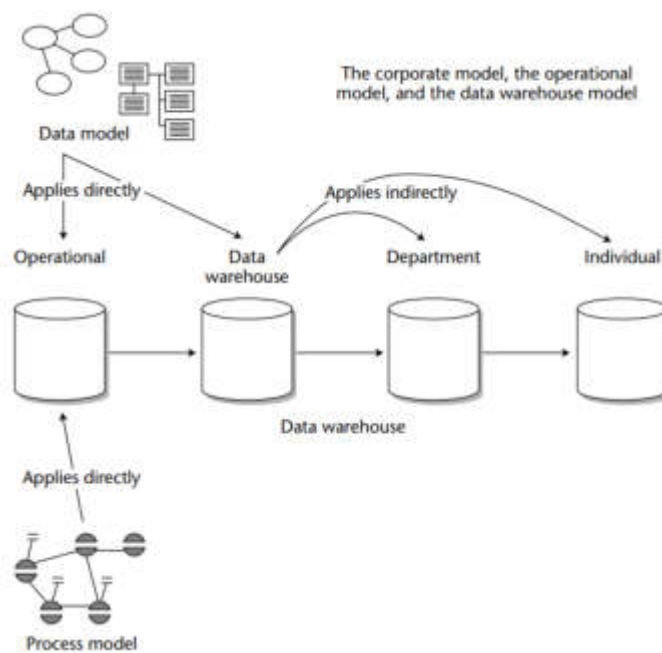 The corporate model, the operational
model, and the data warehouse model
Data model
Applies directly
Applies indirectly
Operational
Data
warehouse
Department
Individual
Data warehouse
Applies directly
Process model